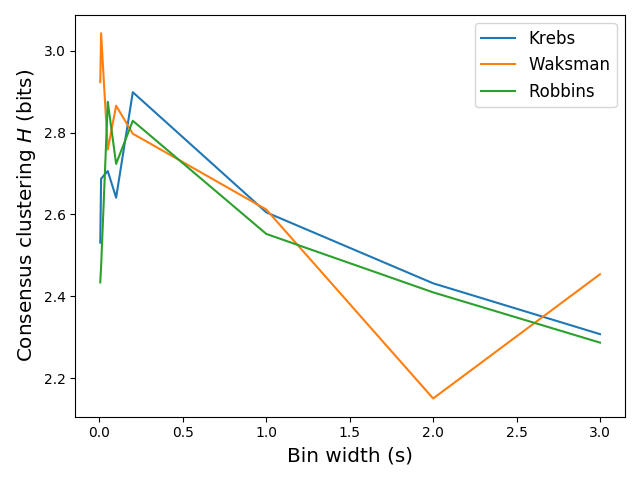 Krebs
Waksman
Robbins
3.0
2.8
2.6
2.4
2.2
Consensus clustering H (bits)
0.0 0.5 1.0 1.5 2.0 2.5 3.0
Bin width (s)